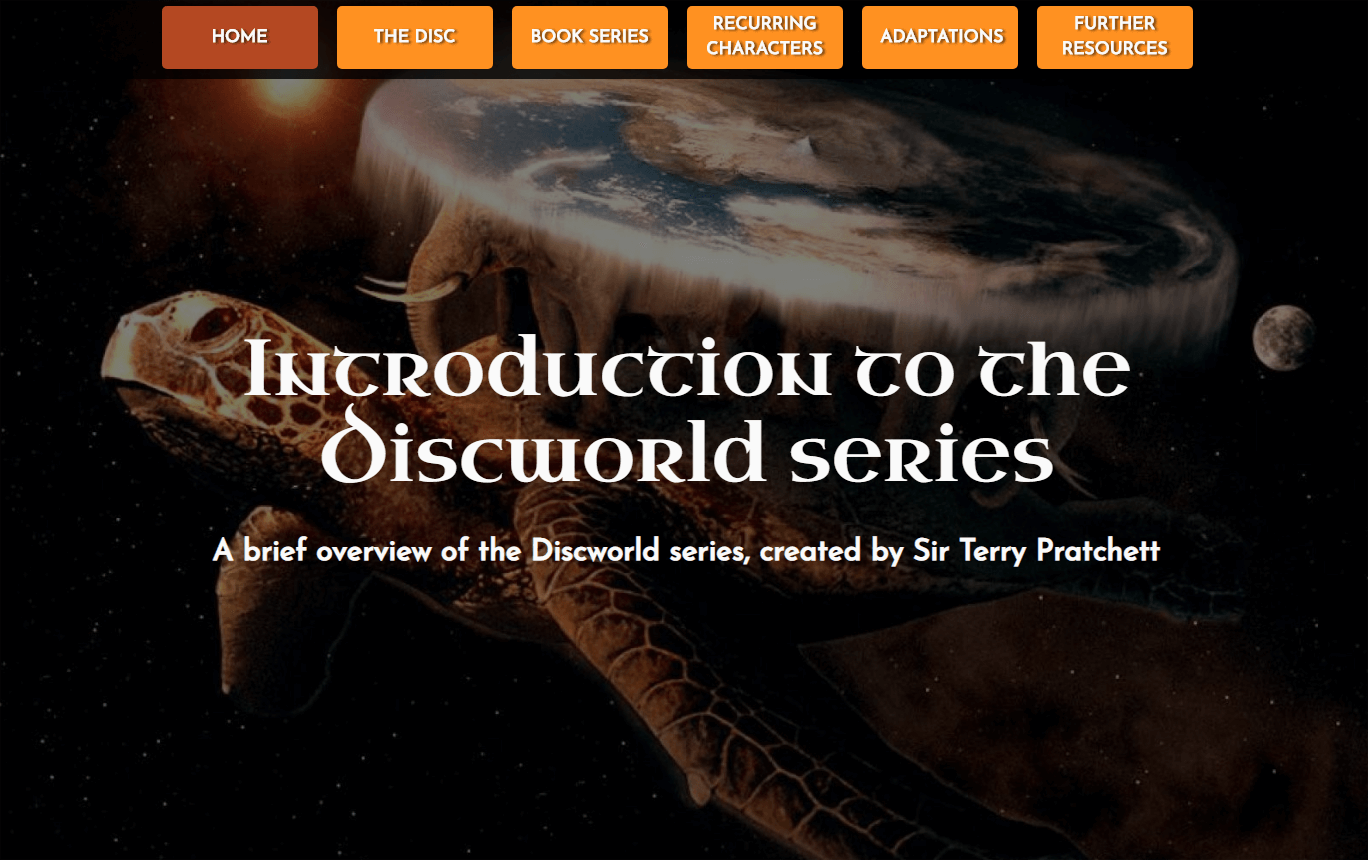 HOME
THE DISC
BOOK SERIES
RECURRING
CHARACTERS
ADAPTATIONS
FURTHER
RESOURCES
Introduction to the
Discworld series
A brief overview of the Discworld series, created by Sir Terry Pratchett